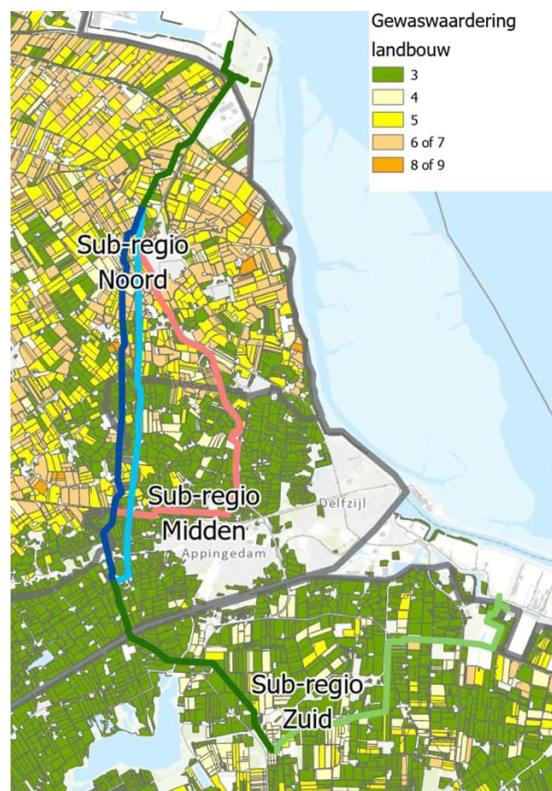 Gewaswaardering
landbouw
3
4
5
6 of 7
8 of 9
Sub-regio
Noord
Sub-regio
Midden
Delfzijl
Appingedam
Sub-regio
Zuid